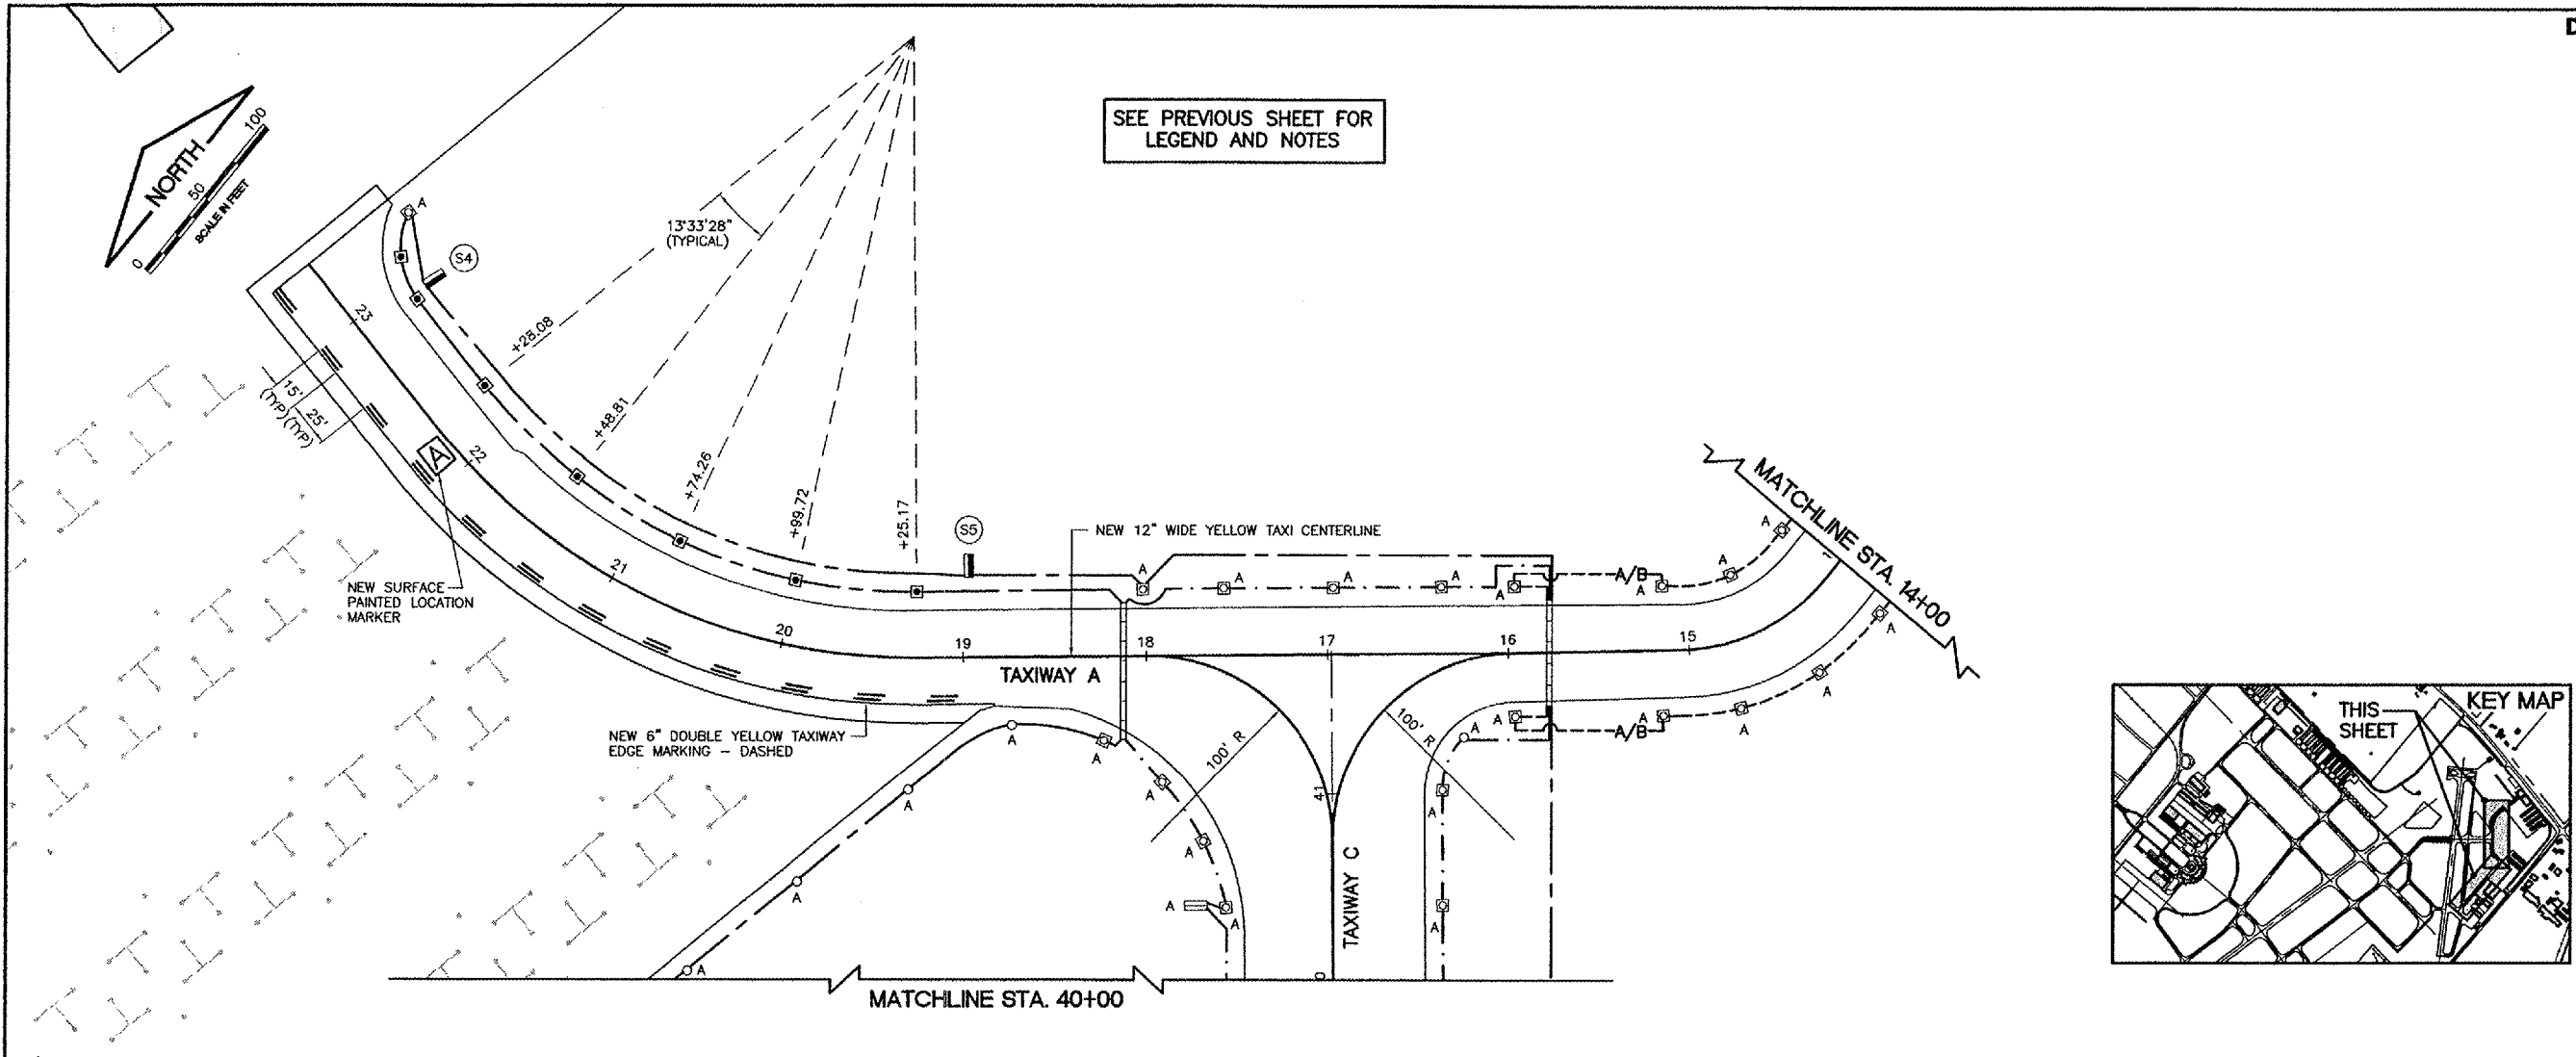 D
SEE PREVIOUS SHEET FOR
LEGEND AND NOTES
NORTH
0
50
100
SCALE IN FEET
A
S4
13°33'28"
(TYPICAL)
+28.08
+48.81
+74.26
+99.72
+25.17
23
22
21
20
19
18
17
16
15
15'
(TYP)
25'
(TYP)
A
NEW SURFACE
PAINTED LOCATION
MARKER
S5
NEW 12" WIDE YELLOW TAXI CENTERLINE
A
A
A
A
A
A/B
A
A
A
MATCHLINE STA. 14+00
TAXIWAY A
NEW 6" DOUBLE YELLOW TAXIWAY
EDGE MARKING – DASHED
A
A
A
A
A
A
A
A
A
A
100' R
100' R
41
TAXIWAY C
A
A
A
A
A/B
A
A
A
A
MATCHLINE STA. 40+00
KEY MAP
THIS
SHEET